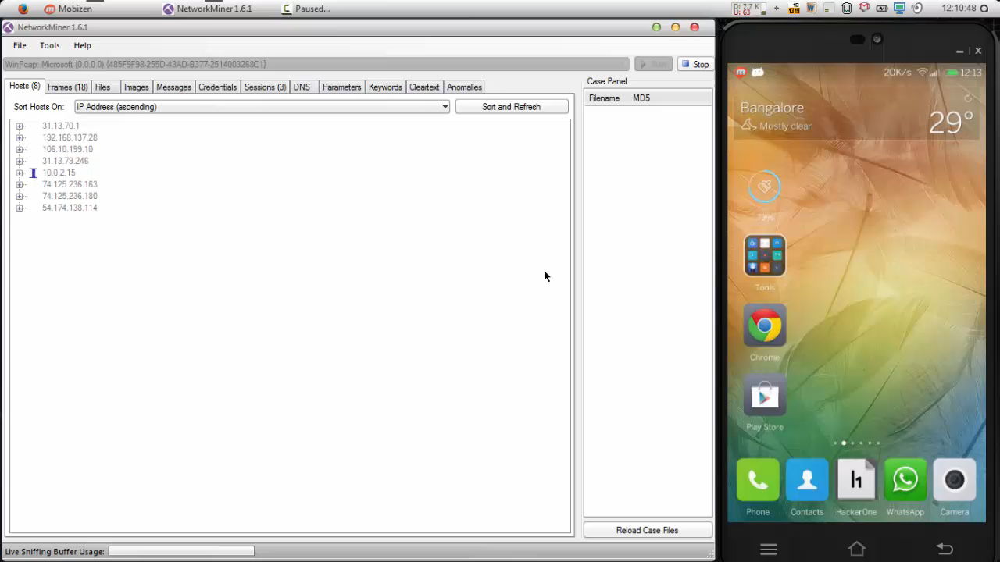 Mobizen
NetworkMiner 1.6.1
Paused...
D: 7.7 K
U: 63
12:10:48
NetworkMiner 1.6.1
File Tools Help
WinPcap: Microsoft (0.0.0.0) {485F9F98-255D-43AD-B377-2514003268C1}
Stop
Hosts (8) Frames (18) Files Images Messages Credentials Sessions (3) DNS Parameters Keywords Cleartext Anomalies
Sort Hosts On: IP Address (ascending) Sort and Refresh
31.13.70.1
192.168.137.28
106.10.199.10
31.13.79.246
10.0.2.15
74.125.236.163
74.125.236.180
54.174.138.114
Case Panel
Filename MD5
Reload Case Files
Live Sniffing Buffer Usage:
20K/s 12:13
Bangalore
Mostly clear
29°
Tools
Chrome
Play Store
h1
Phone Contacts HackerOne WhatsApp Camera